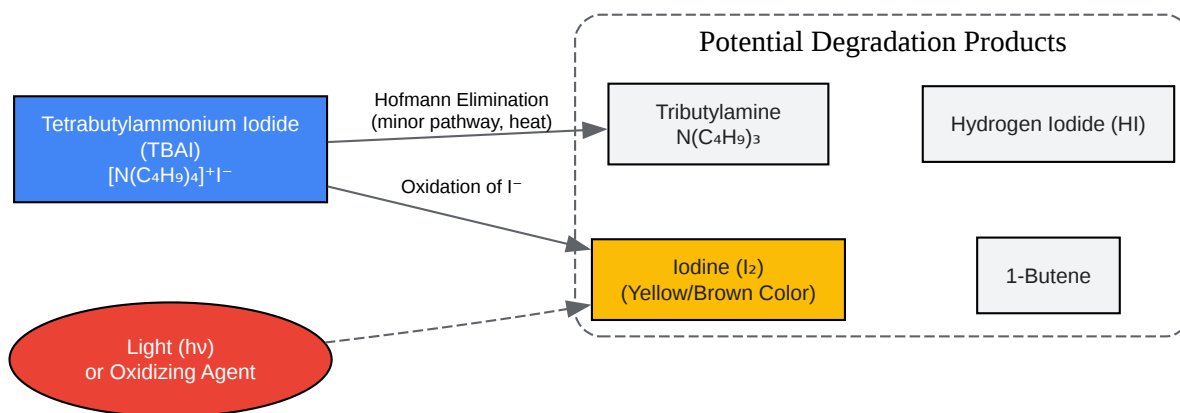 Potential Degradation Products
Hofmann Elimination
(minor pathway, heat)
Tetrabutylammonium Iodide
(TBAI)
[N(C₄H₉)₄]⁺I⁻
Tributylamine
N(C₄H₉)₃
Hydrogen Iodide (HI)
Oxidation of I⁻
Iodine (I₂)
(Yellow/Brown Color)
1-Butene
Light (hν)
or Oxidizing Agent